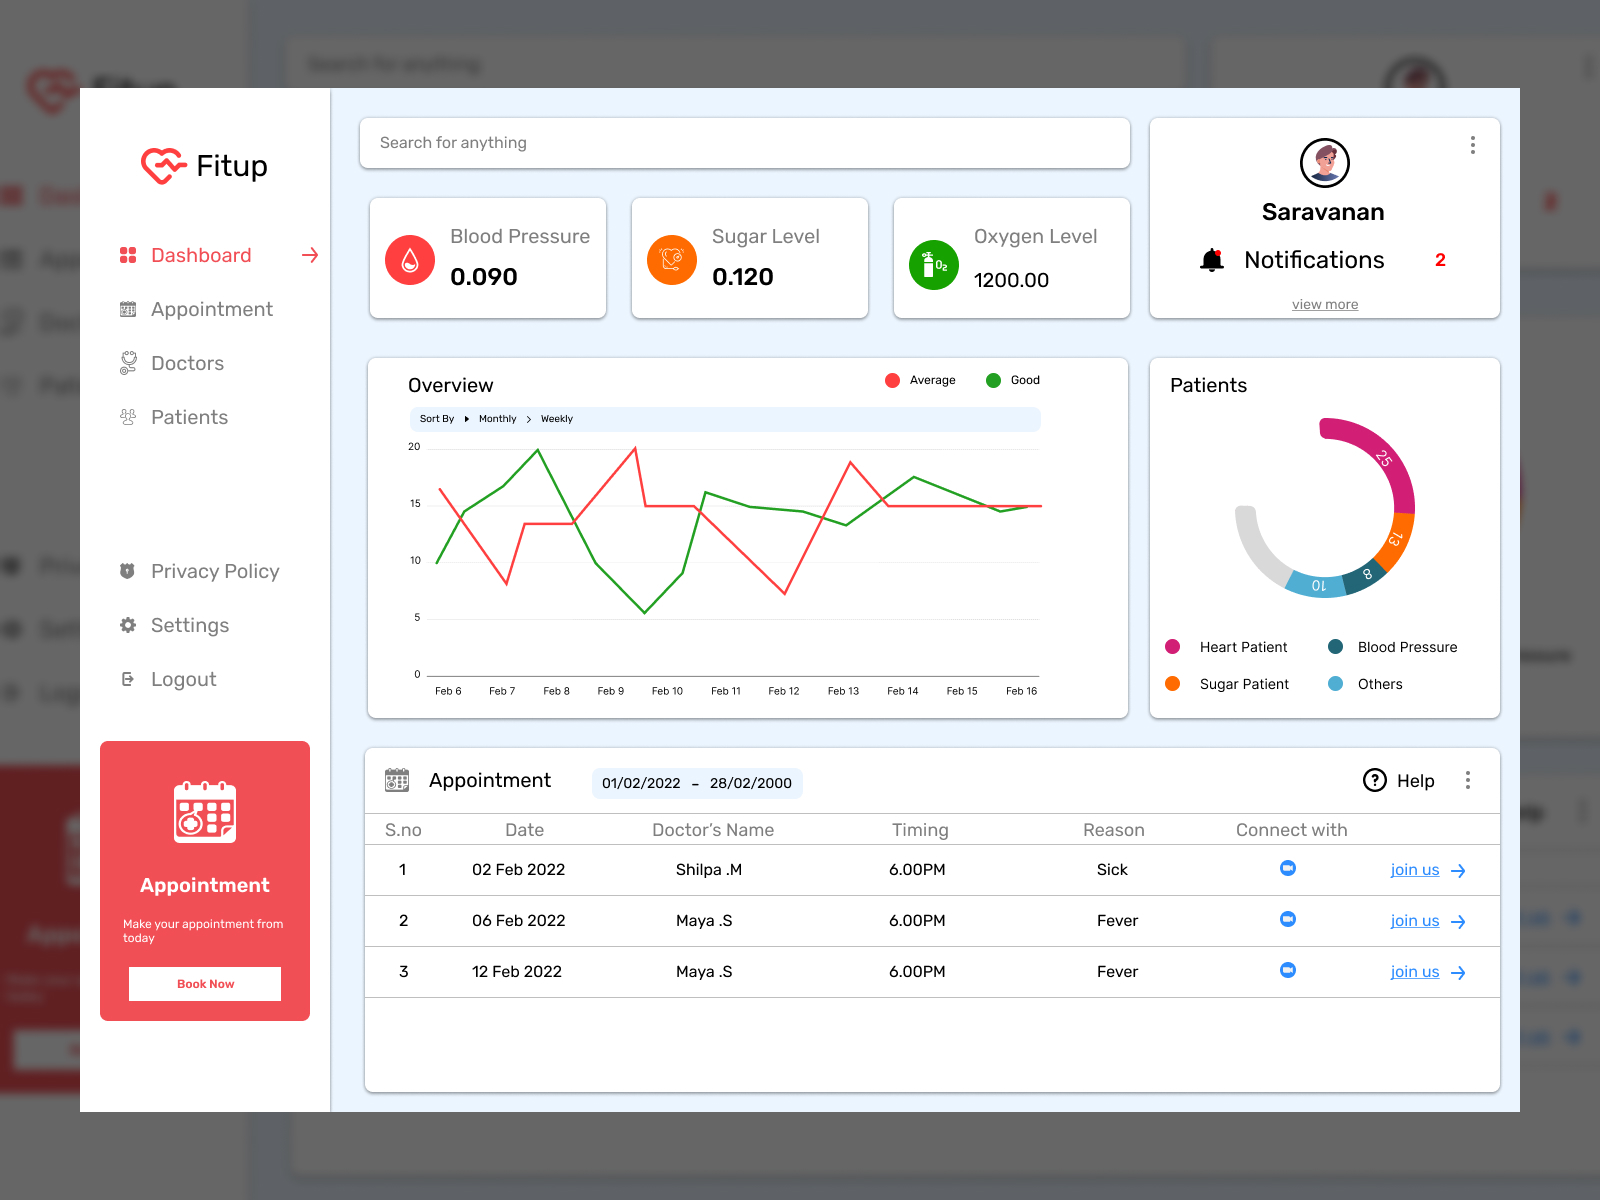 Fitup
Dashboard
Appointment
Doctors
Patients
Privacy Policy
Settings
Logout
Appointment
Make your appointment from
today
Book Now
Search for anything
Blood Pressure
0.090
Sugar Level
0.120
Oxygen Level
O2
1200.00
Saravanan
Notifications 2
view more
Overview
Average Good
Sort By Monthly Weekly
20
15
10
5
0
Feb 6 Feb 7 Feb 8 Feb 9 Feb 10 Feb 11 Feb 12 Feb 13 Feb 14 Feb 15 Feb 16
Patients
25
13
8
10
Heart Patient Blood Pressure
Sugar Patient Others
Appointment 01/02/2022 - 28/02/2000 Help
S.no Date Doctor's Name Timing Reason Connect with
1 02 Feb 2022 Shilpa .M 6.00PM Sick join us
2 06 Feb 2022 Maya .S 6.00PM Fever join us
3 12 Feb 2022 Maya .S 6.00PM Fever join us